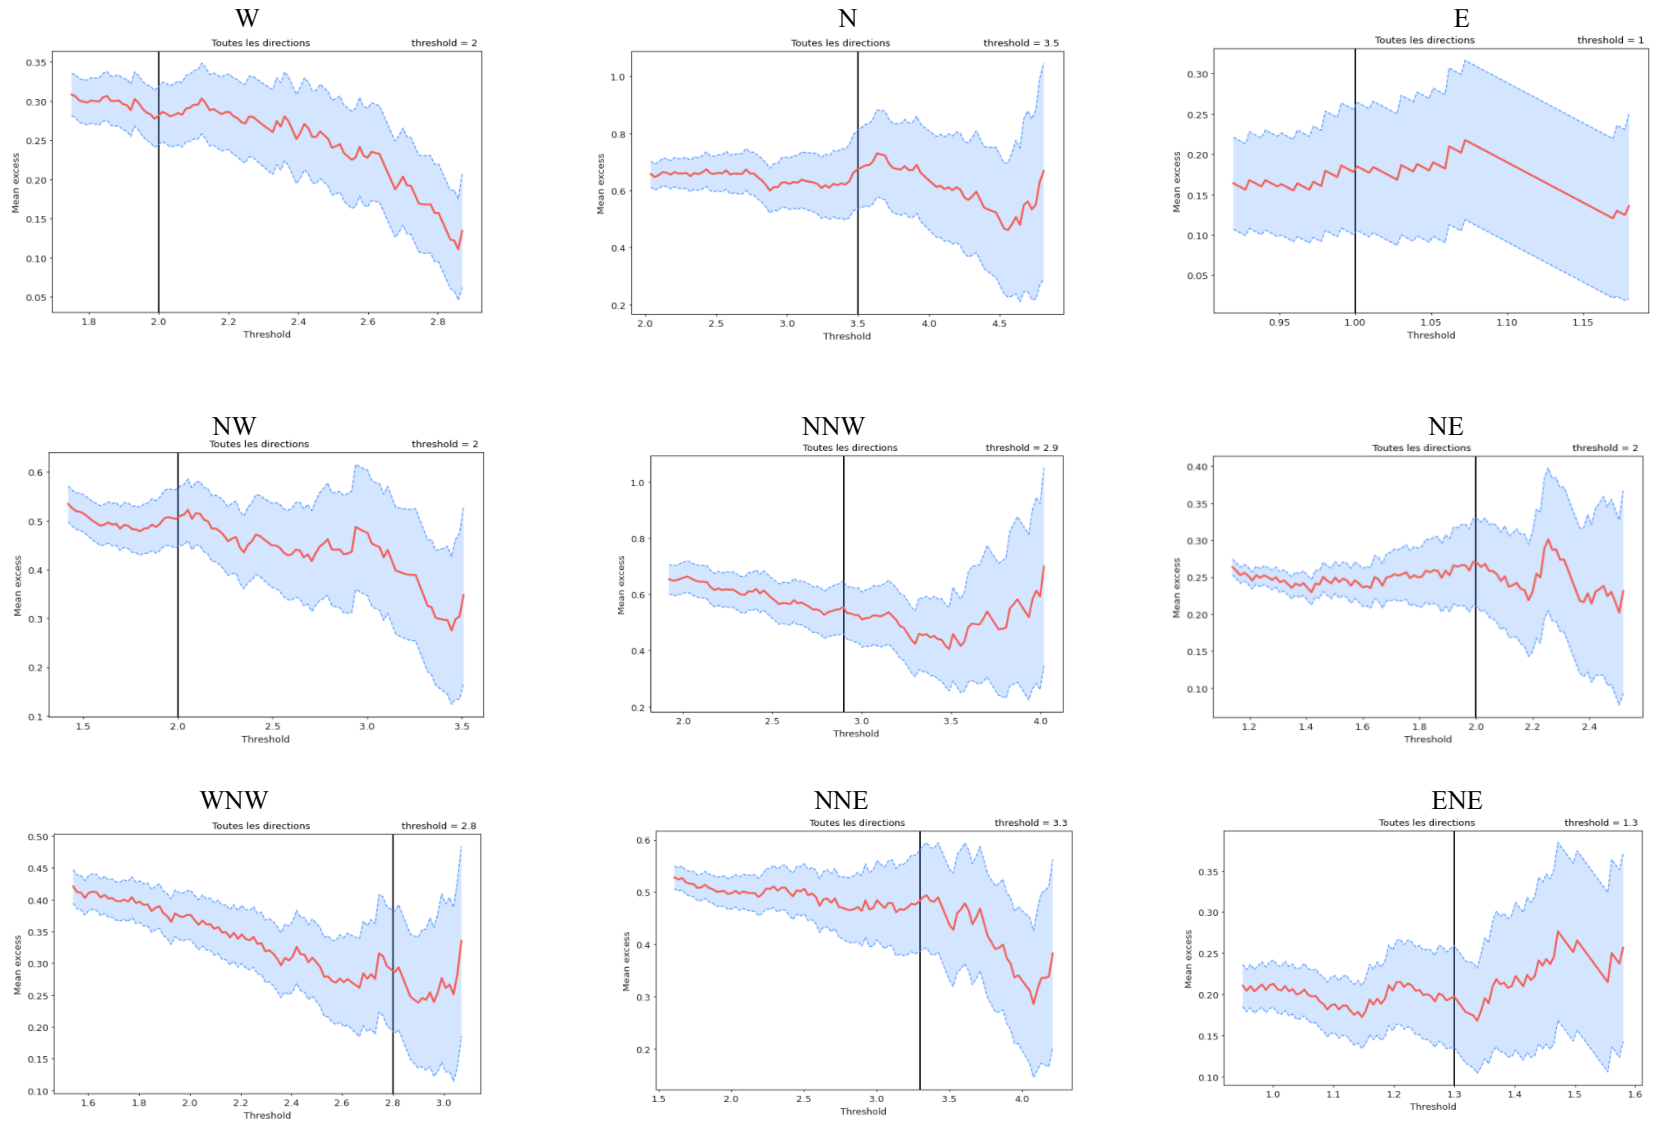 W
Toutes les directions threshold = 2
0.35
0.30
0.25
0.20
0.15
0.10
0.05
Mean excess
1.8 2.0 2.2 2.4 2.6 2.8
Threshold
N
Toutes les directions threshold = 3.5
1.0
0.8
0.6
0.4
0.2
Mean excess
2.0 2.5 3.0 3.5 4.0 4.5
Threshold
E
Toutes les directions threshold = 1
0.30
0.25
0.20
0.15
0.10
0.05
Mean excess
0.95 1.00 1.05 1.10 1.15
Threshold
NW
Toutes les directions threshold = 2
0.6
0.5
0.4
0.3
0.2
0.1
Mean excess
1.5 2.0 2.5 3.0 3.5
Threshold
NNW
Toutes les directions threshold = 2.9
1.0
0.8
0.6
0.4
0.2
Mean excess
2.0 2.5 3.0 3.5 4.0
Threshold
NE
Toutes les directions threshold = 2
0.40
0.35
0.30
0.25
0.20
0.15
0.10
Mean excess
1.2 1.4 1.6 1.8 2.0 2.2 2.4
Threshold
WNW
Toutes les directions threshold = 2.8
0.50
0.45
0.40
0.35
0.30
0.25
0.20
0.15
0.10
Mean excess
1.6 1.8 2.0 2.2 2.4 2.6 2.8 3.0
Threshold
NNE
Toutes les directions threshold = 3.3
0.6
0.5
0.4
0.3
0.2
Mean excess
1.5 2.0 2.5 3.0 3.5 4.0
Threshold
ENE
Toutes les directions threshold = 1.3
0.35
0.30
0.25
0.20
0.15
0.10
Mean excess
1.0 1.1 1.2 1.3 1.4 1.5 1.6
Threshold